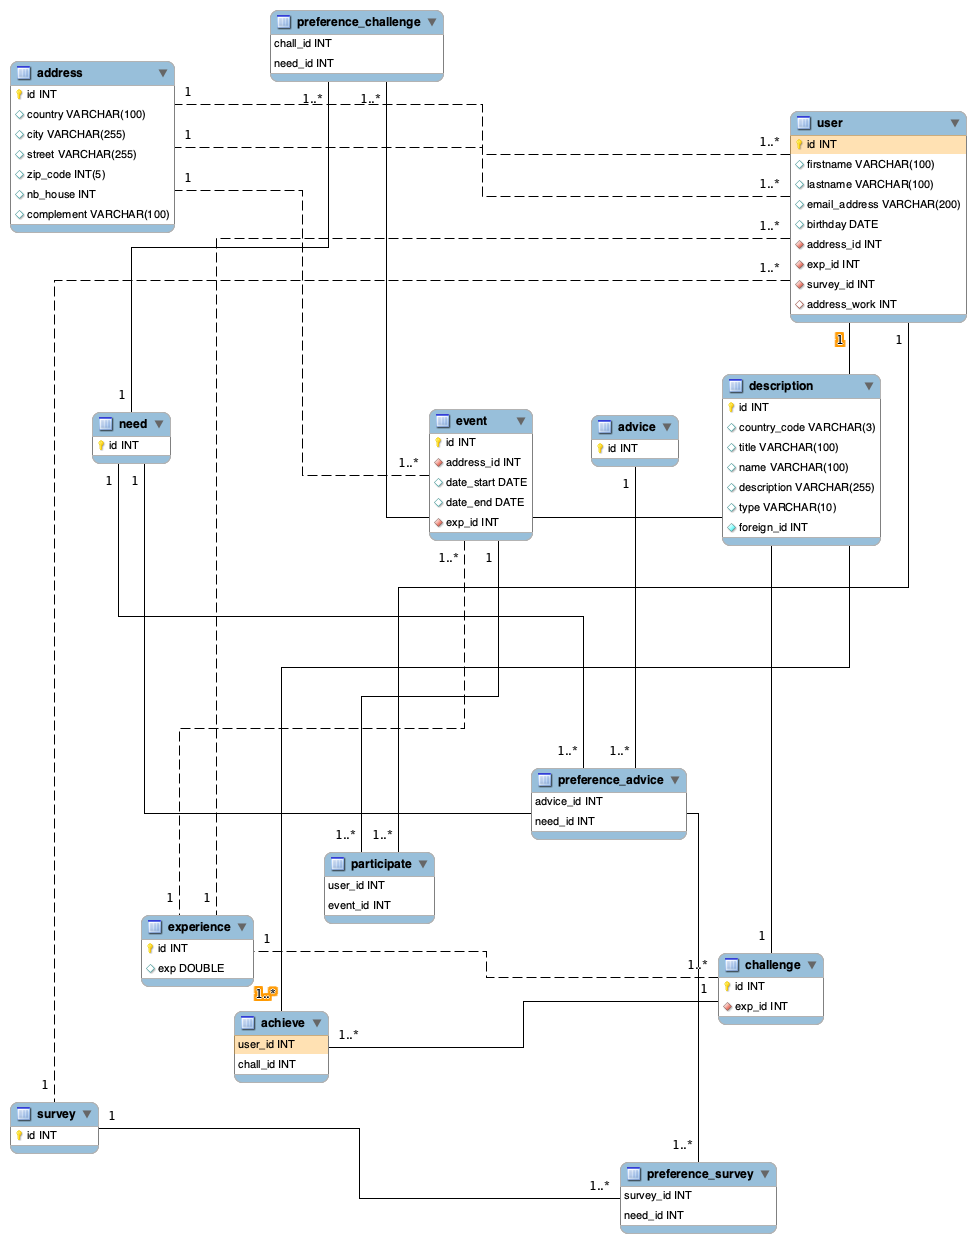 preference_challenge
chall_id INT
need_id INT
address
id INT
country VARCHAR(100)
city VARCHAR(255)
street VARCHAR(255)
zip_code INT(5)
nb_house INT
complement VARCHAR(100)
1
1
1
1..*
1..*
user
id INT
firstname VARCHAR(100)
lastname VARCHAR(100)
email_address VARCHAR(200)
birthday DATE
address_id INT
exp_id INT
survey_id INT
address_work INT
1..*
1..*
1..*
1..*
1
1
1
need
id INT
1
1
event
id INT
address_id INT
date_start DATE
date_end DATE
exp_id INT
1..*
1..*
1
advice
id INT
1
description
id INT
country_code VARCHAR(3)
title VARCHAR(100)
name VARCHAR(100)
description VARCHAR(255)
type VARCHAR(10)
foreign_id INT
1..*
1..*
preference_advice
advice_id INT
need_id INT
1..*
1..*
participate
user_id INT
event_id INT
1
1
experience
id INT
exp DOUBLE
1
1
1..*
1
challenge
id INT
exp_id INT
1..*
achieve
user_id INT
chall_id INT
1..*
1
survey
id INT
1
1..*
1..*
preference_survey
survey_id INT
need_id INT